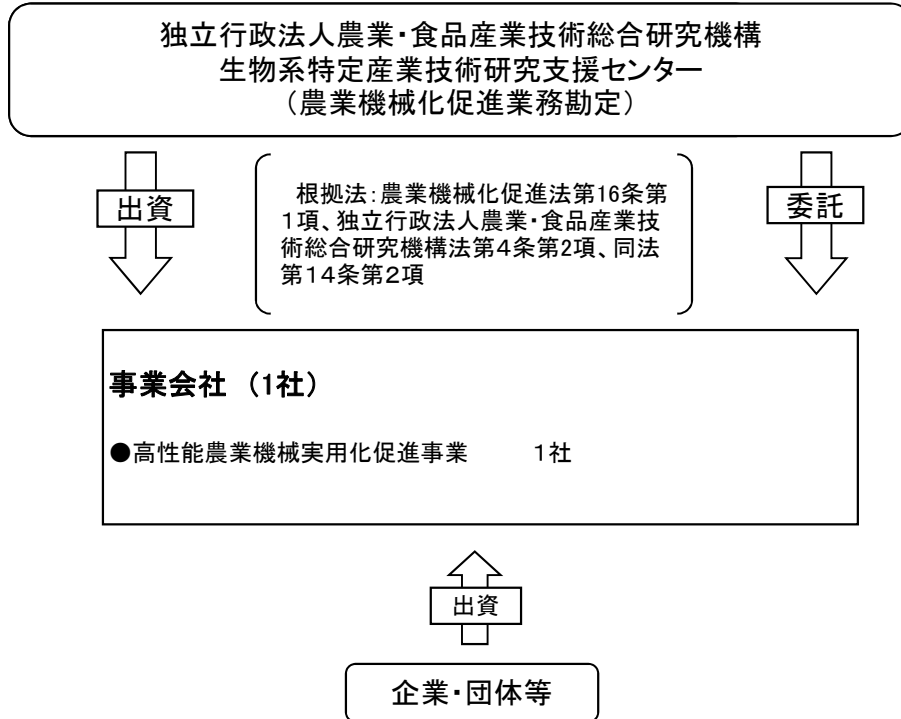 独立行政法人農業・食品産業技術総合研究機構
生物系特定産業技術研究支援センター
(農業機械化促進業務勘定)
出資
根拠法:農業機械化促進法第16条第
1項、独立行政法人農業・食品産業技
術総合研究機構法第4条第2項、同法
第14条第2項
委託
事業会社 (1社)
●高性能農業機械実用化促進事業 1社
出資
企業・団体等